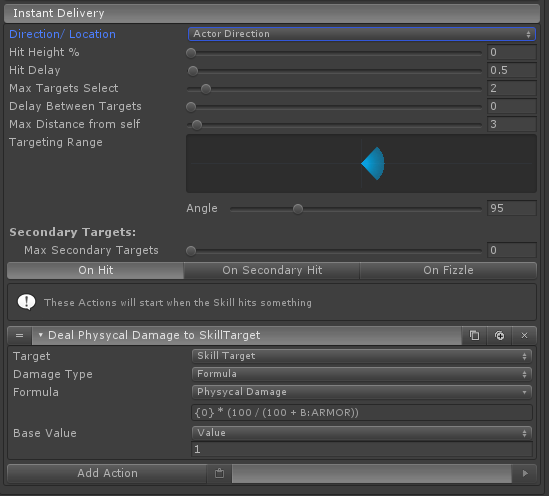 Instant Delivery
Direction/ Location Actor Direction
Hit Height % 0
Hit Delay 0.5
Max Targets Select 2
Delay Between Targets 0
Max Distance from self 3
Targeting Range
Angle 95
Secondary Targets:
Max Secondary Targets 0
On Hit On Secondary Hit On Fizzle
These Actions will start when the Skill hits something
Deal Physycal Damage to SkillTarget
Target Skill Target
Damage Type Formula
Formula Physycal Damage
{0} * (100 / (100 + B:ARMOR))
Base Value Value
1
Add Action